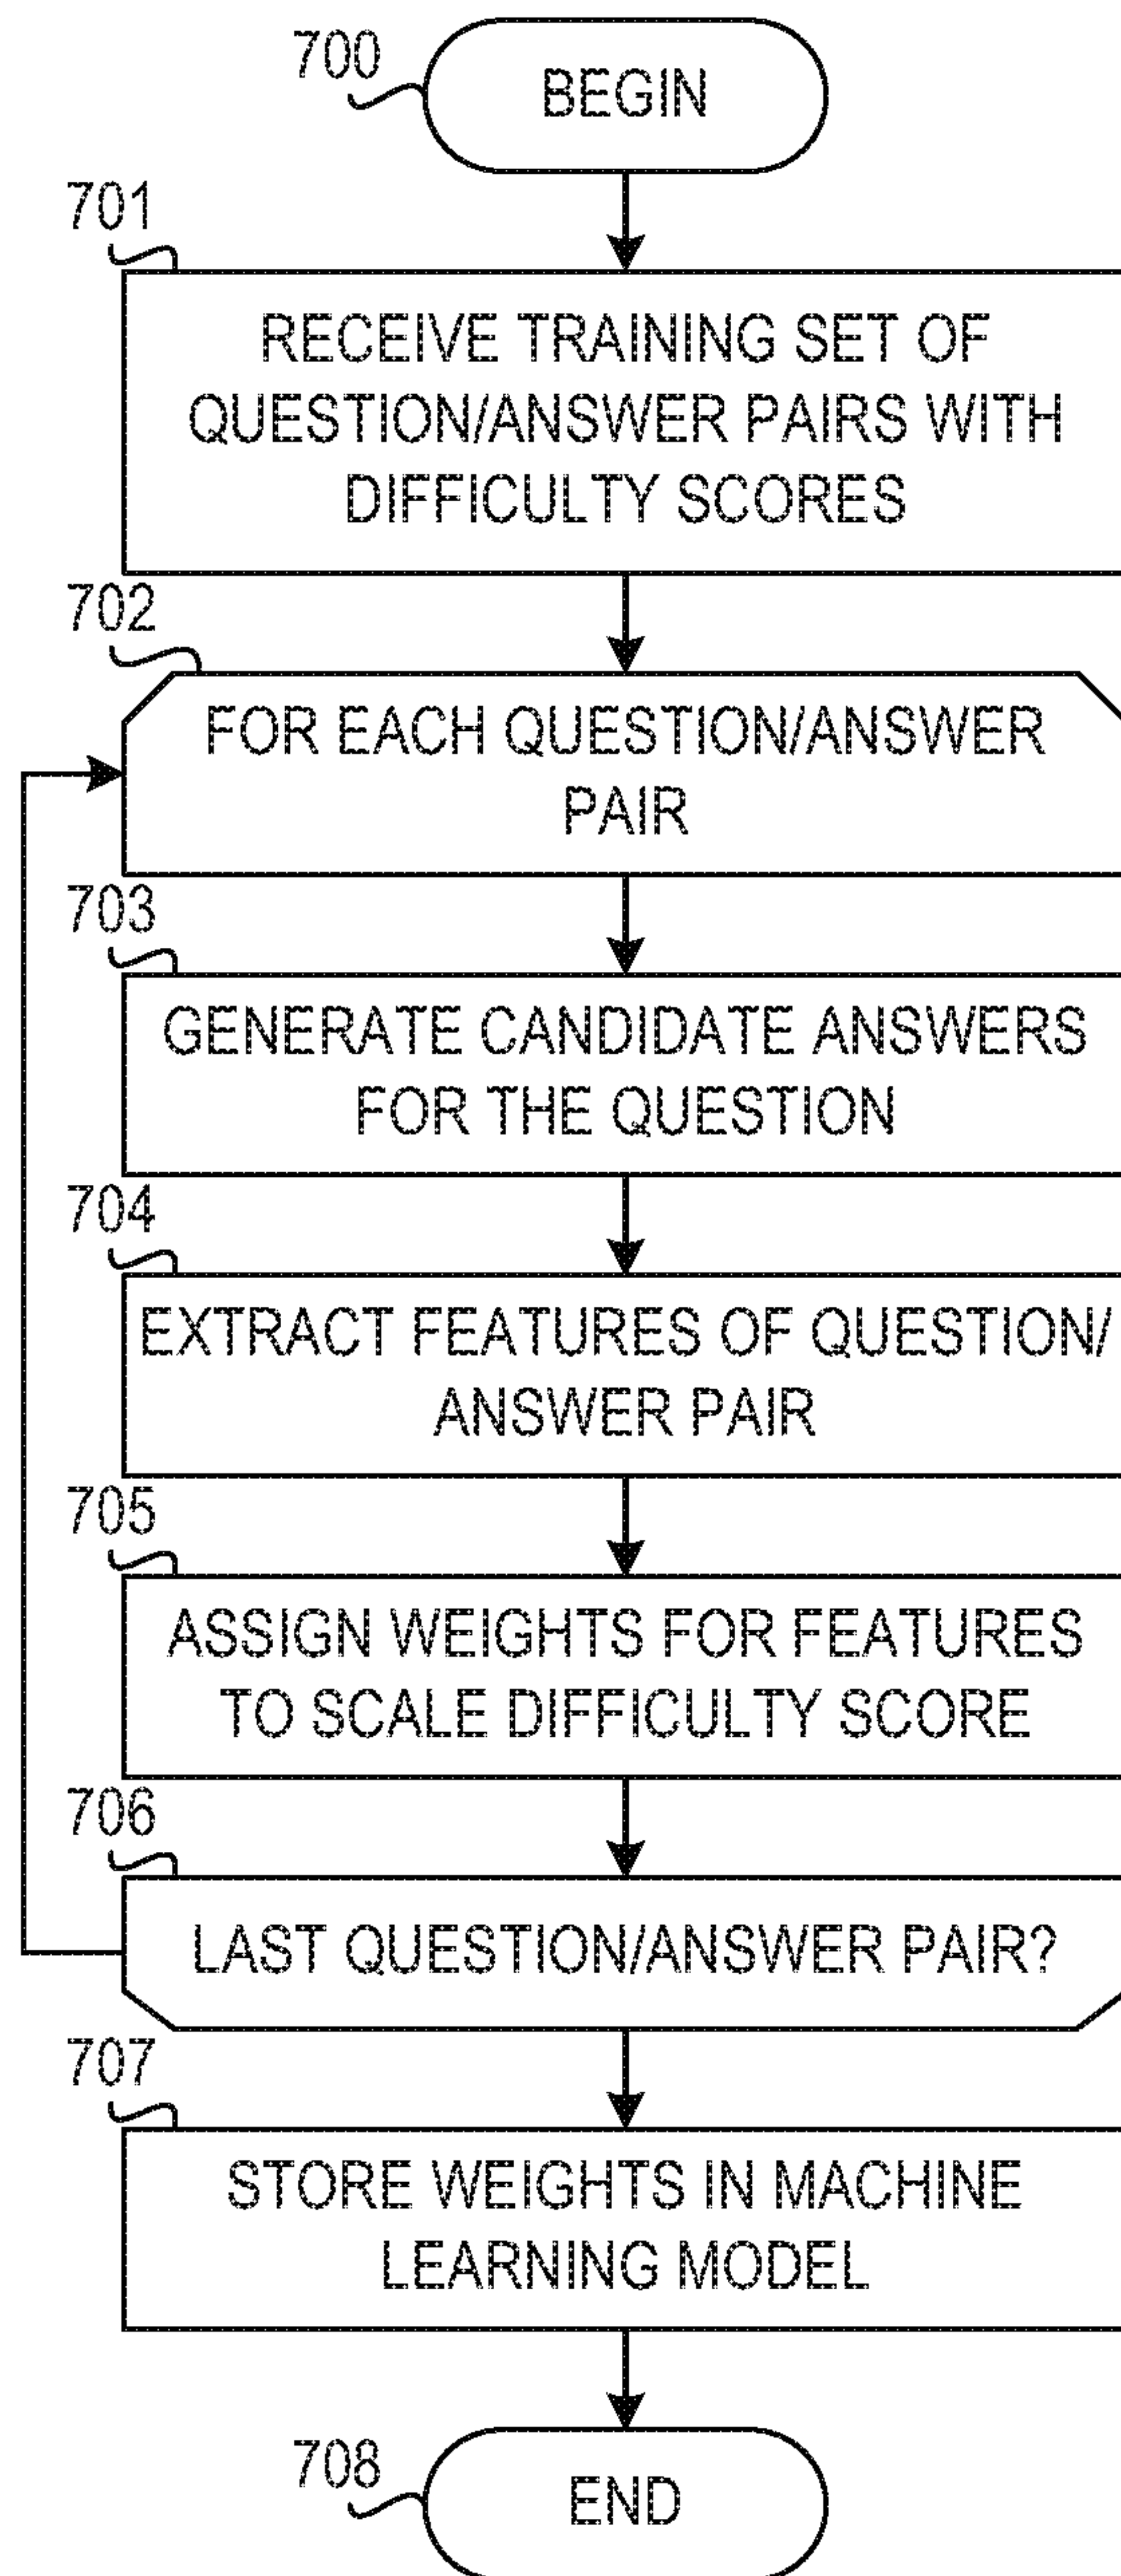 700
BEGIN
701
RECEIVE TRAINING SET OF
QUESTION/ANSWER PAIRS WITH
DIFFICULTY SCORES
702
FOR EACH QUESTION/ANSWER
PAIR
703
GENERATE CANDIDATE ANSWERS
FOR THE QUESTION
704
EXTRACT FEATURES OF QUESTION/
ANSWER PAIR
705
ASSIGN WEIGHTS FOR FEATURES
TO SCALE DIFFICULTY SCORE
706
LAST QUESTION/ANSWER PAIR?
707
STORE WEIGHTS IN MACHINE
LEARNING MODEL
708
END